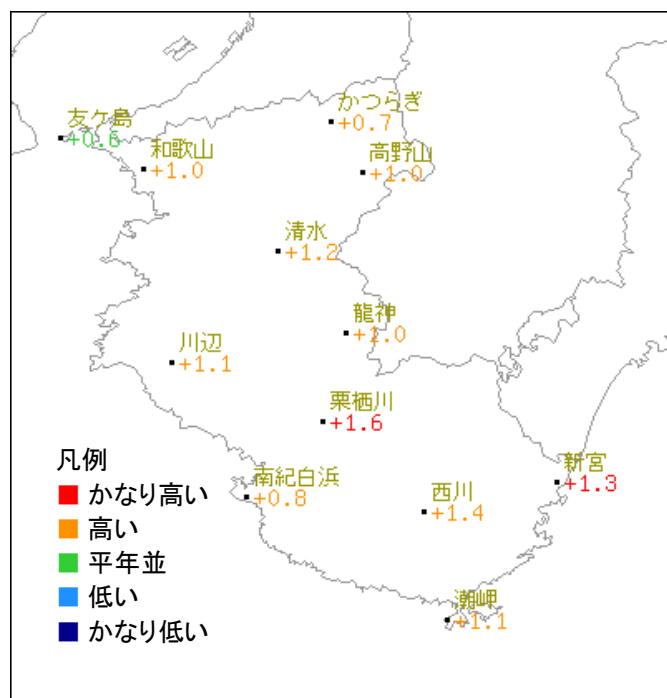 かつらぎ
+0.7
友ケ島
+0.6
和歌山
+1.0
高野山
+1.0
清水
+1.2
龍神
+1.0
川辺
+1.1
栗栖川
+1.6
新宮
+1.3
南紀白浜
+0.8
西川
+1.4
潮岬
+1.1
凡例
かなり高い
高い
平年並
低い
かなり低い